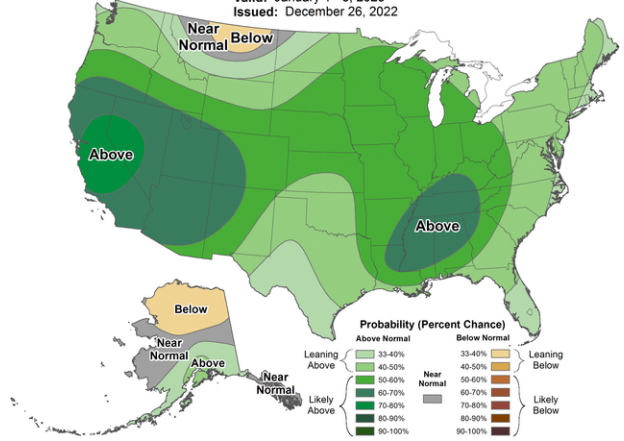 Issued: December 26, 2022
Near
Normal
Below
Above
Above
Below
Near
Normal
Above
Near
Normal
Probability (Percent Chance)
Above Normal
Below Normal
Leaning
Above
33-40%
40-50%
Likely
Above
50-60%
60-70%
70-80%
80-90%
90-100%
Near
Normal
33-40%
40-50%
Leaning
Below
50-60%
60-70%
70-80%
80-90%
90-100%
Likely
Below